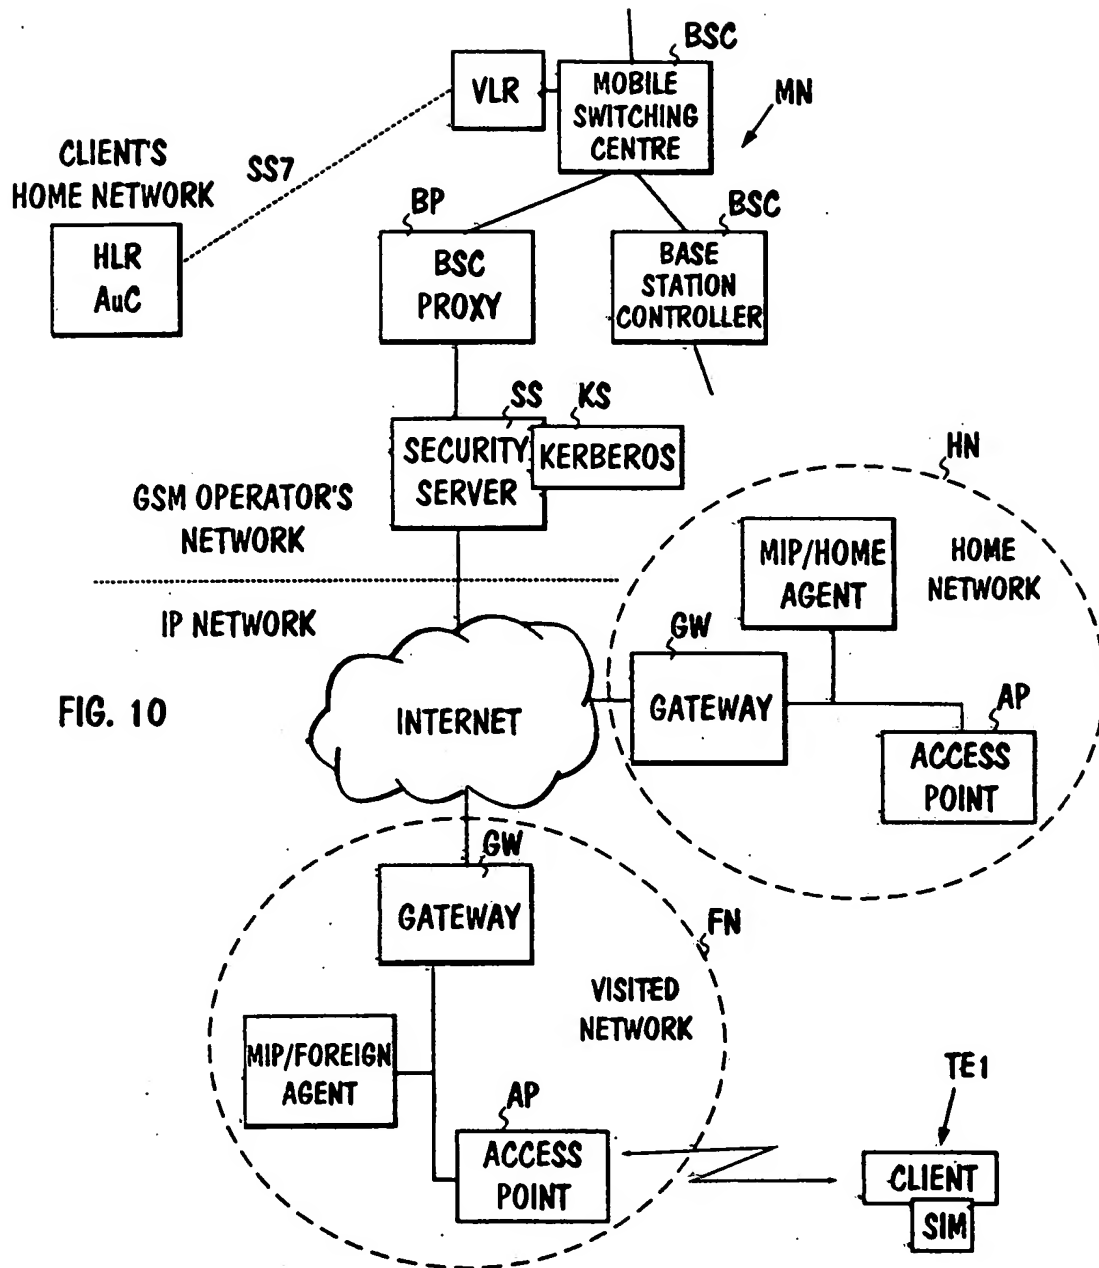 BSC
VLR
MOBILE
SWITCHING
CENTRE
MN
CLIENT'S
HOME NETWORK
SS7
HLR
AuC
BP
BSC
PROXY
BSC
BASE
STATION
CONTROLLER
SS
KS
SECURITY
SERVER
KERBEROS
GSM OPERATOR'S
NETWORK
IP NETWORK
HN
MIP/HOME
AGENT
HOME
NETWORK
GW
GATEWAY
AP
ACCESS
POINT
FIG. 10
INTERNET
GW
GATEWAY
FN
VISITED
NETWORK
MIP/FOREIGN
AGENT
AP
ACCESS
POINT
TE1
CLIENT
SIM